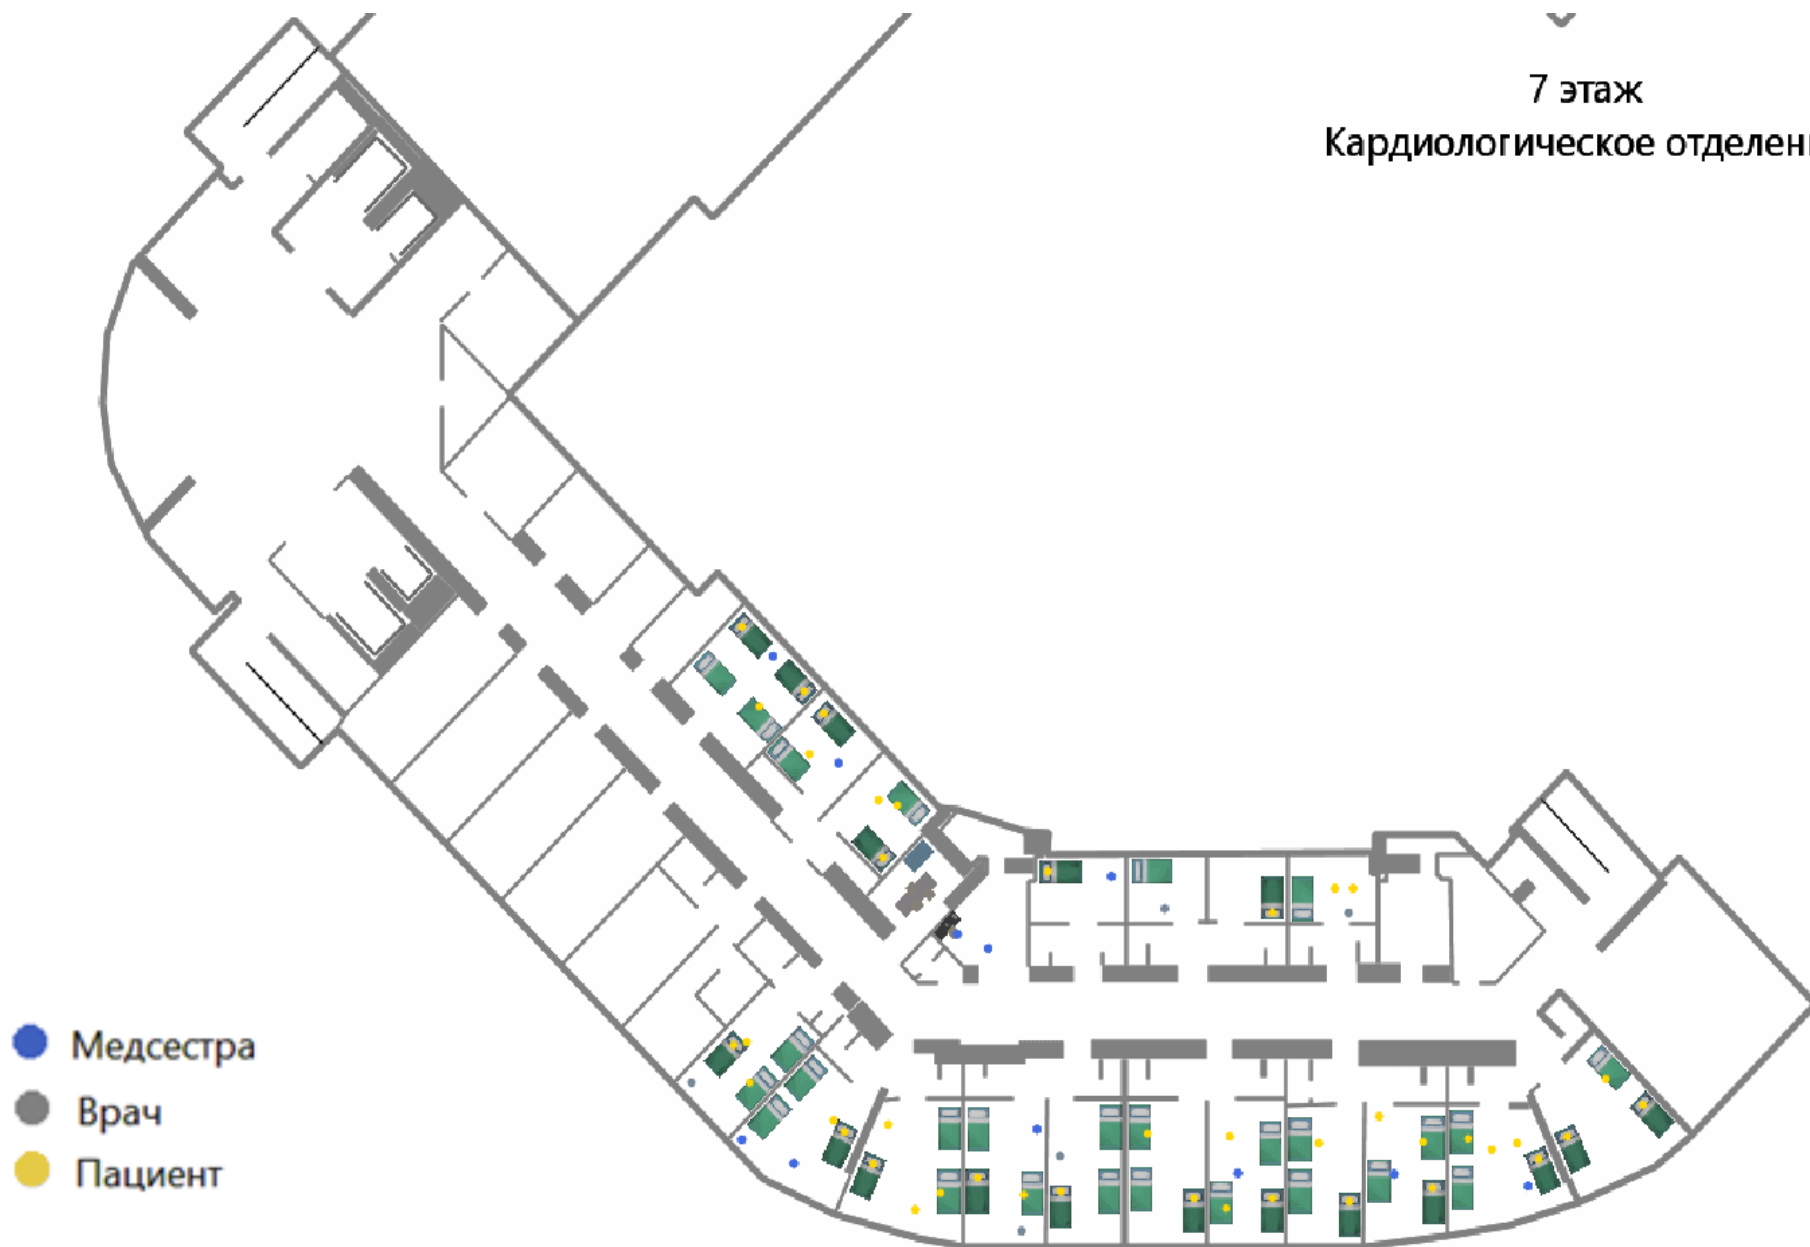 7 этаж
Кардиологическое отделен
Медсестра
Врач
Пациент